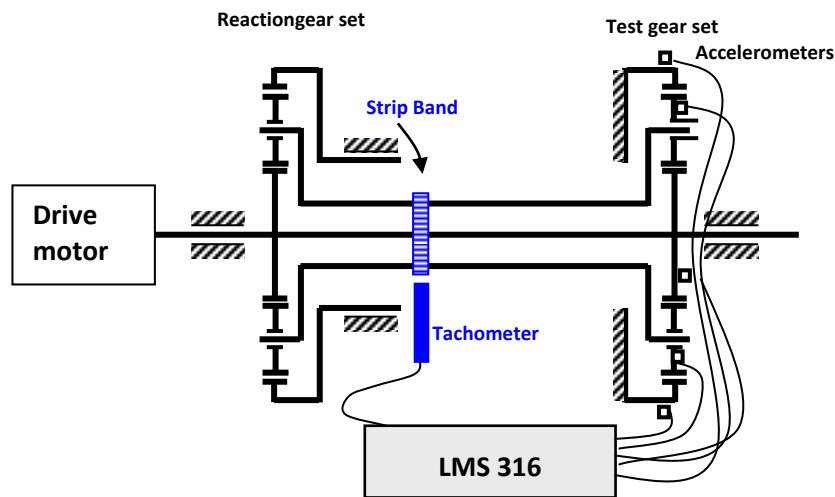 Reactiongear set
Test gear set
Accelerometers
Strip Band
Drive
motor
Tachometer
LMS 316